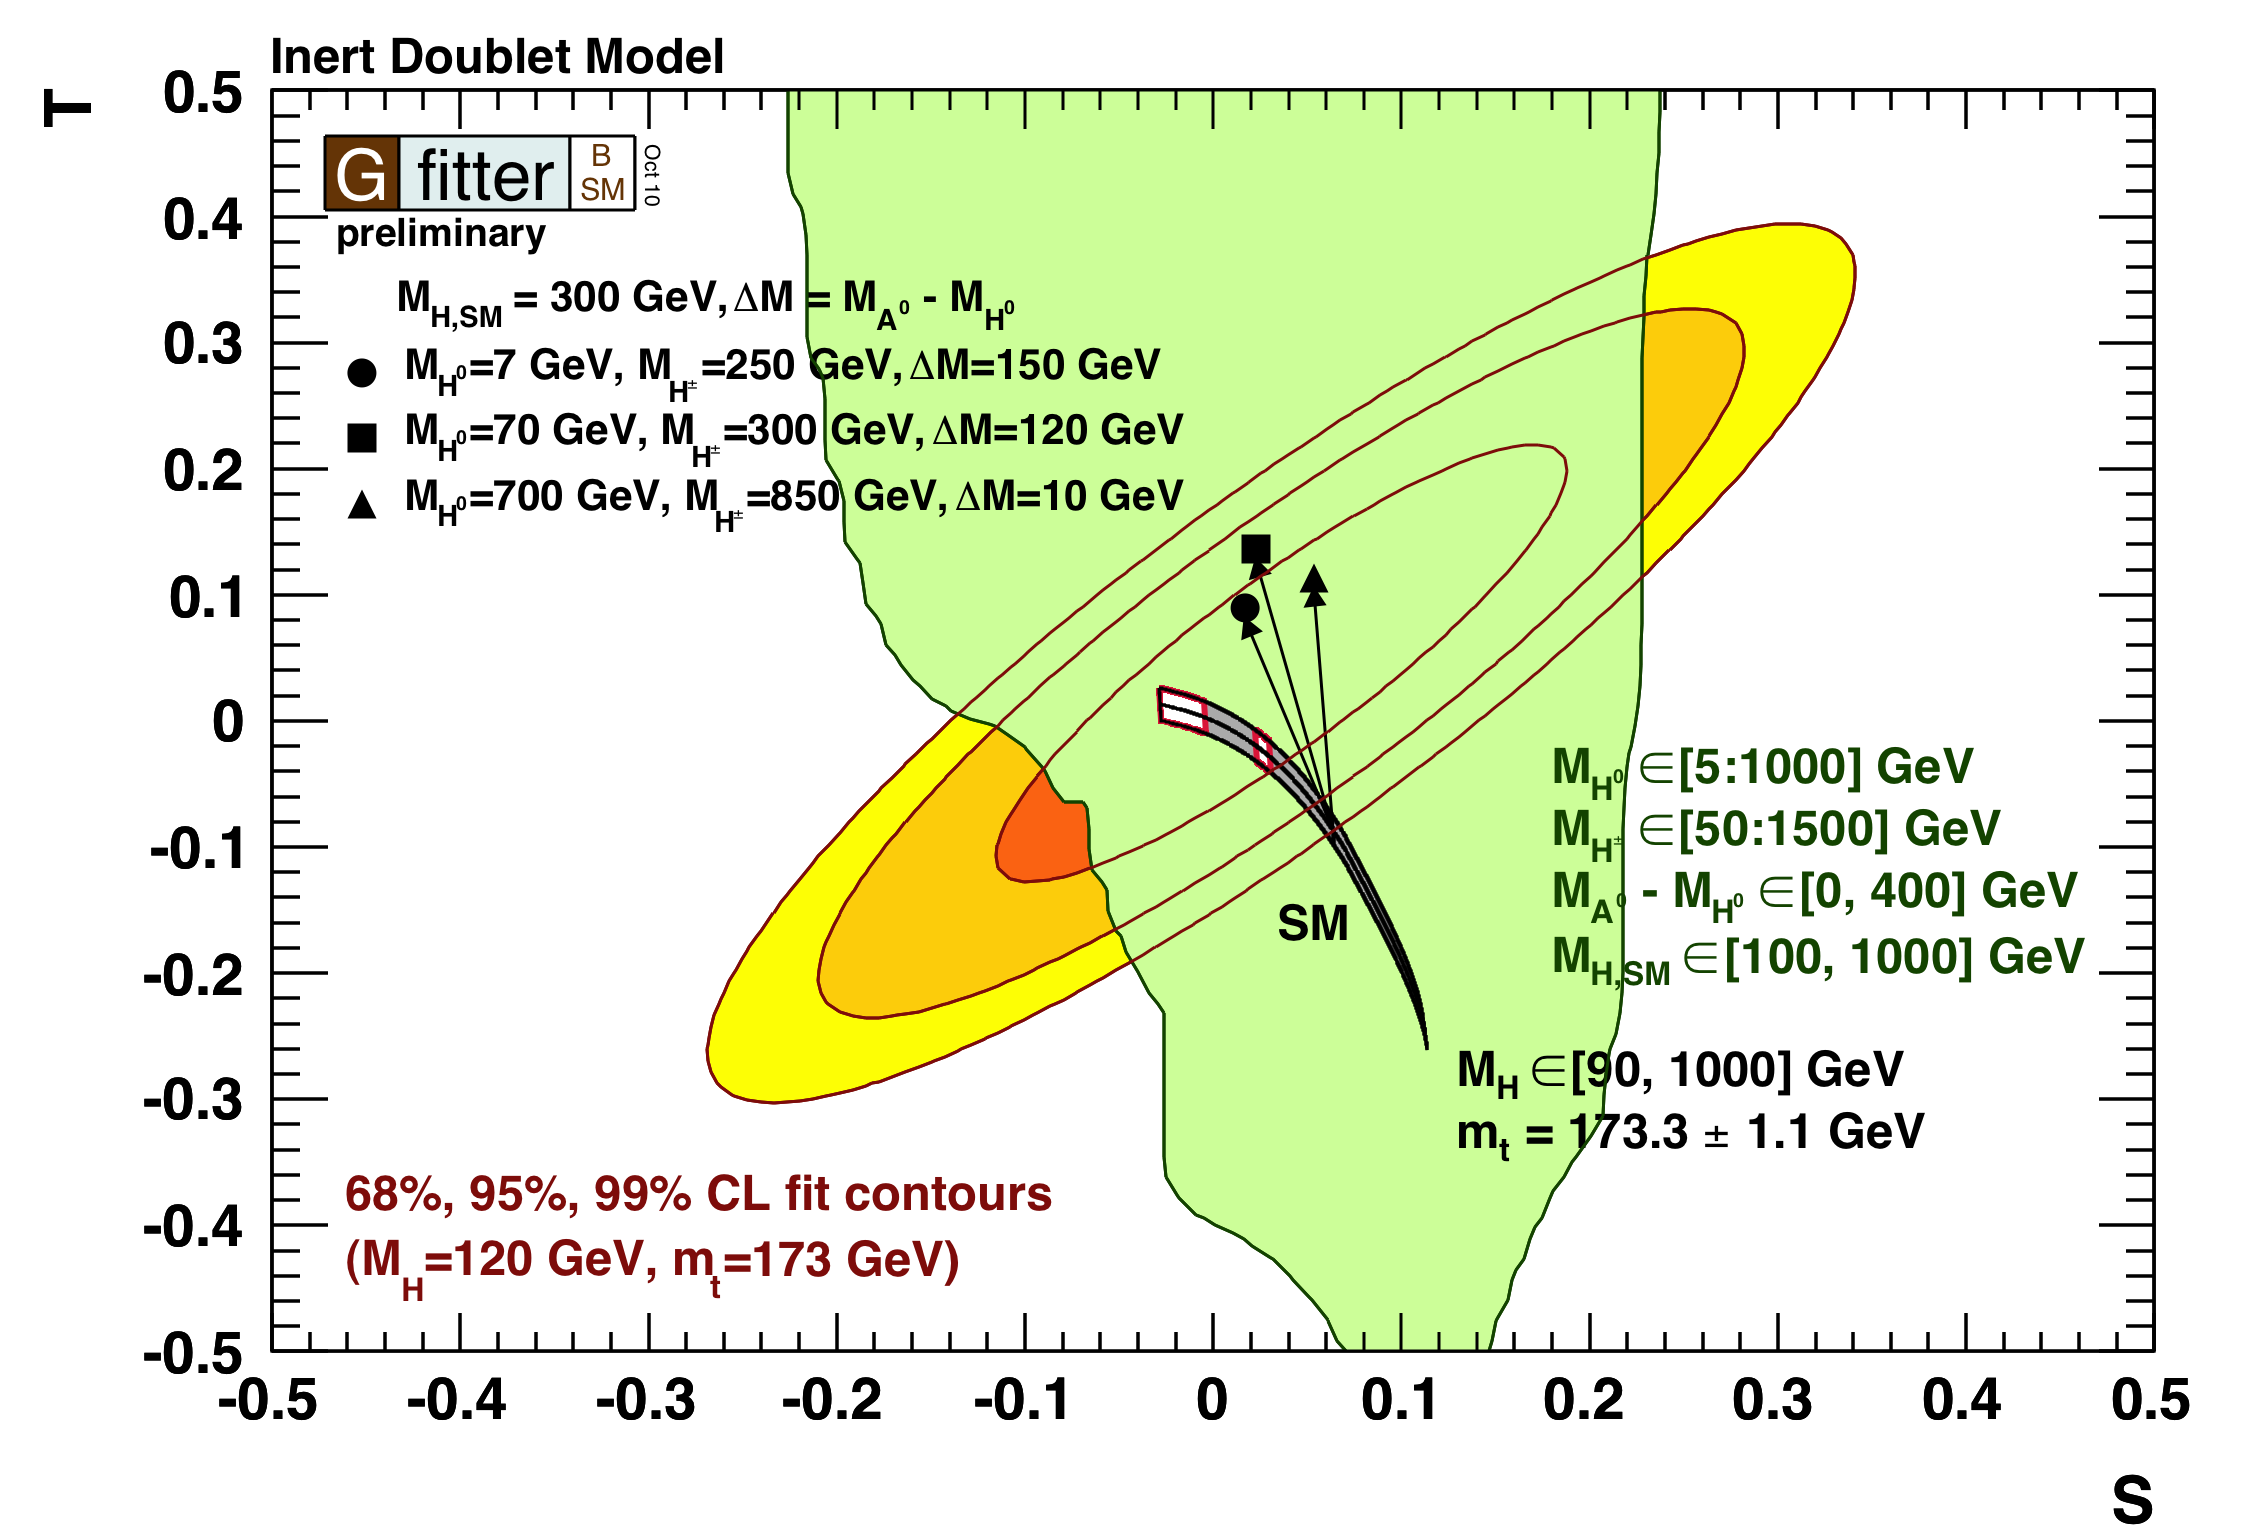 Inert Doublet Model
T
0.5
0.4
0.3
0.2
0.1
0
-0.1
-0.2
-0.3
-0.4
-0.5
G fitter B SM Oct 10
preliminary
M_H,SM = 300 GeV, ΔM = M_A⁰ - M_H⁰
M_H⁰=7 GeV, M_H±=250 GeV, ΔM=150 GeV
M_H⁰=70 GeV, M_H±=300 GeV, ΔM=120 GeV
M_H⁰=700 GeV, M_H±=850 GeV, ΔM=10 GeV
M_H⁰ ∈[5:1000] GeV
M_H± ∈[50:1500] GeV
M_A⁰ - M_H⁰ ∈[0, 400] GeV
M_H,SM ∈[100, 1000] GeV
SM
M_H ∈[90, 1000] GeV
m_t = 173.3 ± 1.1 GeV
68%, 95%, 99% CL fit contours
(M_H=120 GeV, m_t=173 GeV)
-0.5 -0.4 -0.3 -0.2 -0.1 0 0.1 0.2 0.3 0.4 0.5
S